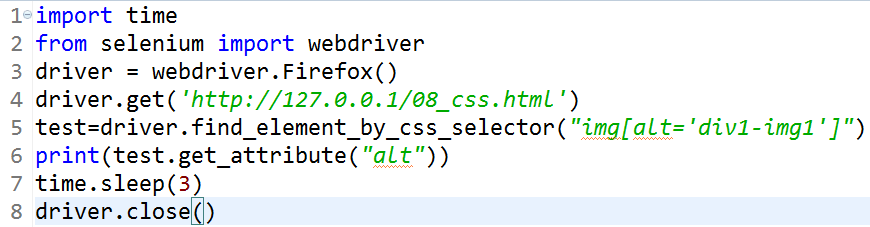 1 import time
2 from selenium import webdriver
3 driver = webdriver.Firefox()
4 driver.get('http://127.0.0.1/08_css.html')
5 test=driver.find_element_by_css_selector("img[alt='div1-img1']")
6 print(test.get_attribute("alt"))
7 time.sleep(3)
8 driver.close()